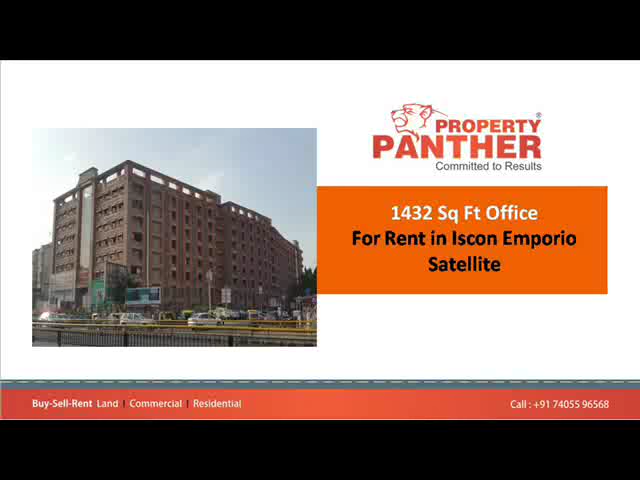 PROPERTY®
PANTHER
Committed to Results
1432 Sq Ft Office
For Rent in Iscon Emporio
Satellite
Buy-Sell-Rent Land | Commercial | Residential
Call : +91 74055 96568